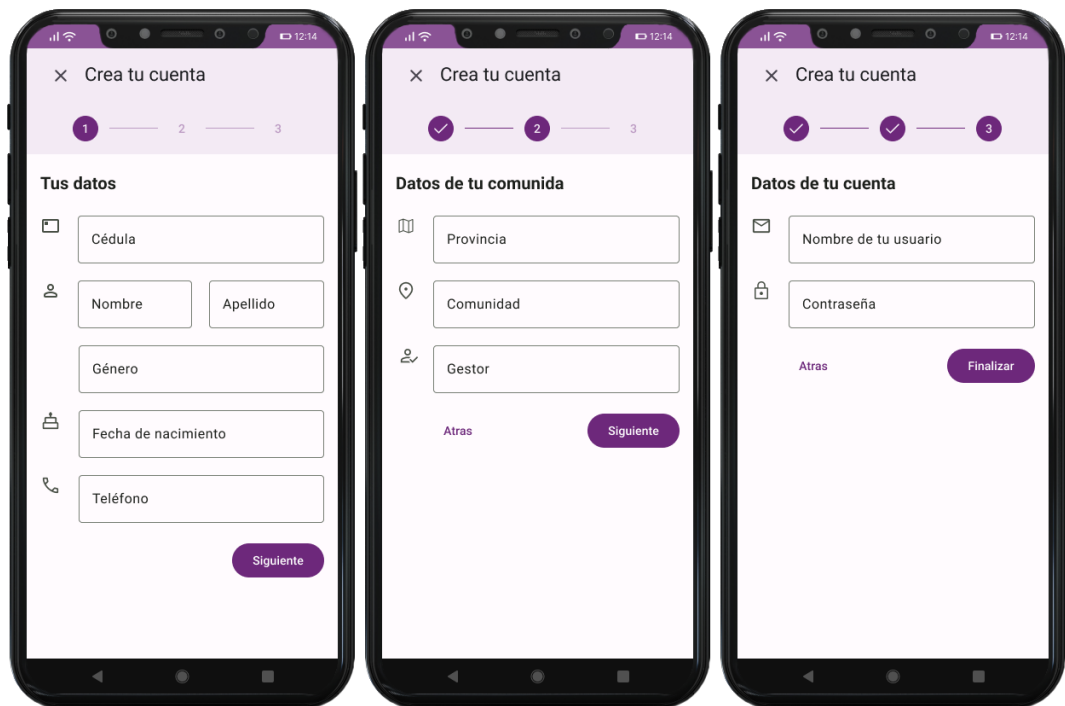 12:14
Crea tu cuenta
1 2 3
Tus datos
Cédula
Nombre Apellido
Género
Fecha de nacimiento
Teléfono
Siguiente
12:14
Crea tu cuenta
2 3
Datos de tu comunida
Provincia
Comunidad
Gestor
Atras Siguiente
12:14
Crea tu cuenta
3
Datos de tu cuenta
Nombre de tu usuario
Contraseña
Atras Finalizar